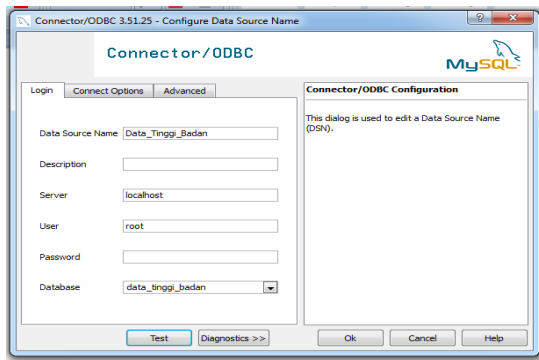 Connector/ODBC 3.51.25 - Configure Data Source Name
Connector/ODBC
MySQL
Login Connect Options Advanced
Data Source Name Data_Tinggi_Badan
Description
Server localhost
User root
Password
Database data_tinggi_badan
Test Diagnostics >>
Connector/ODBC Configuration
This dialog is used to edit a Data Source Name
(DSN).
Ok Cancel Help